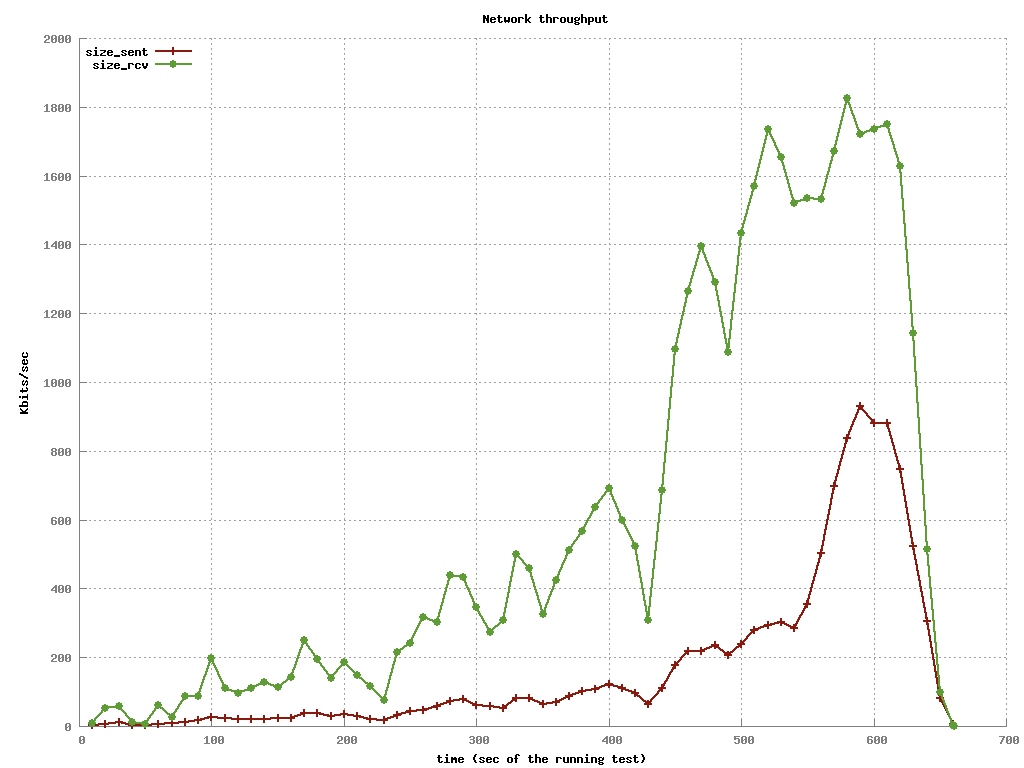 Network throughput
size_sent
size_rcv
2000
1800
1600
1400
1200
1000
800
600
400
200
0
Kbits/sec
0 100 200 300 400 500 600 700
time (sec of the running test)